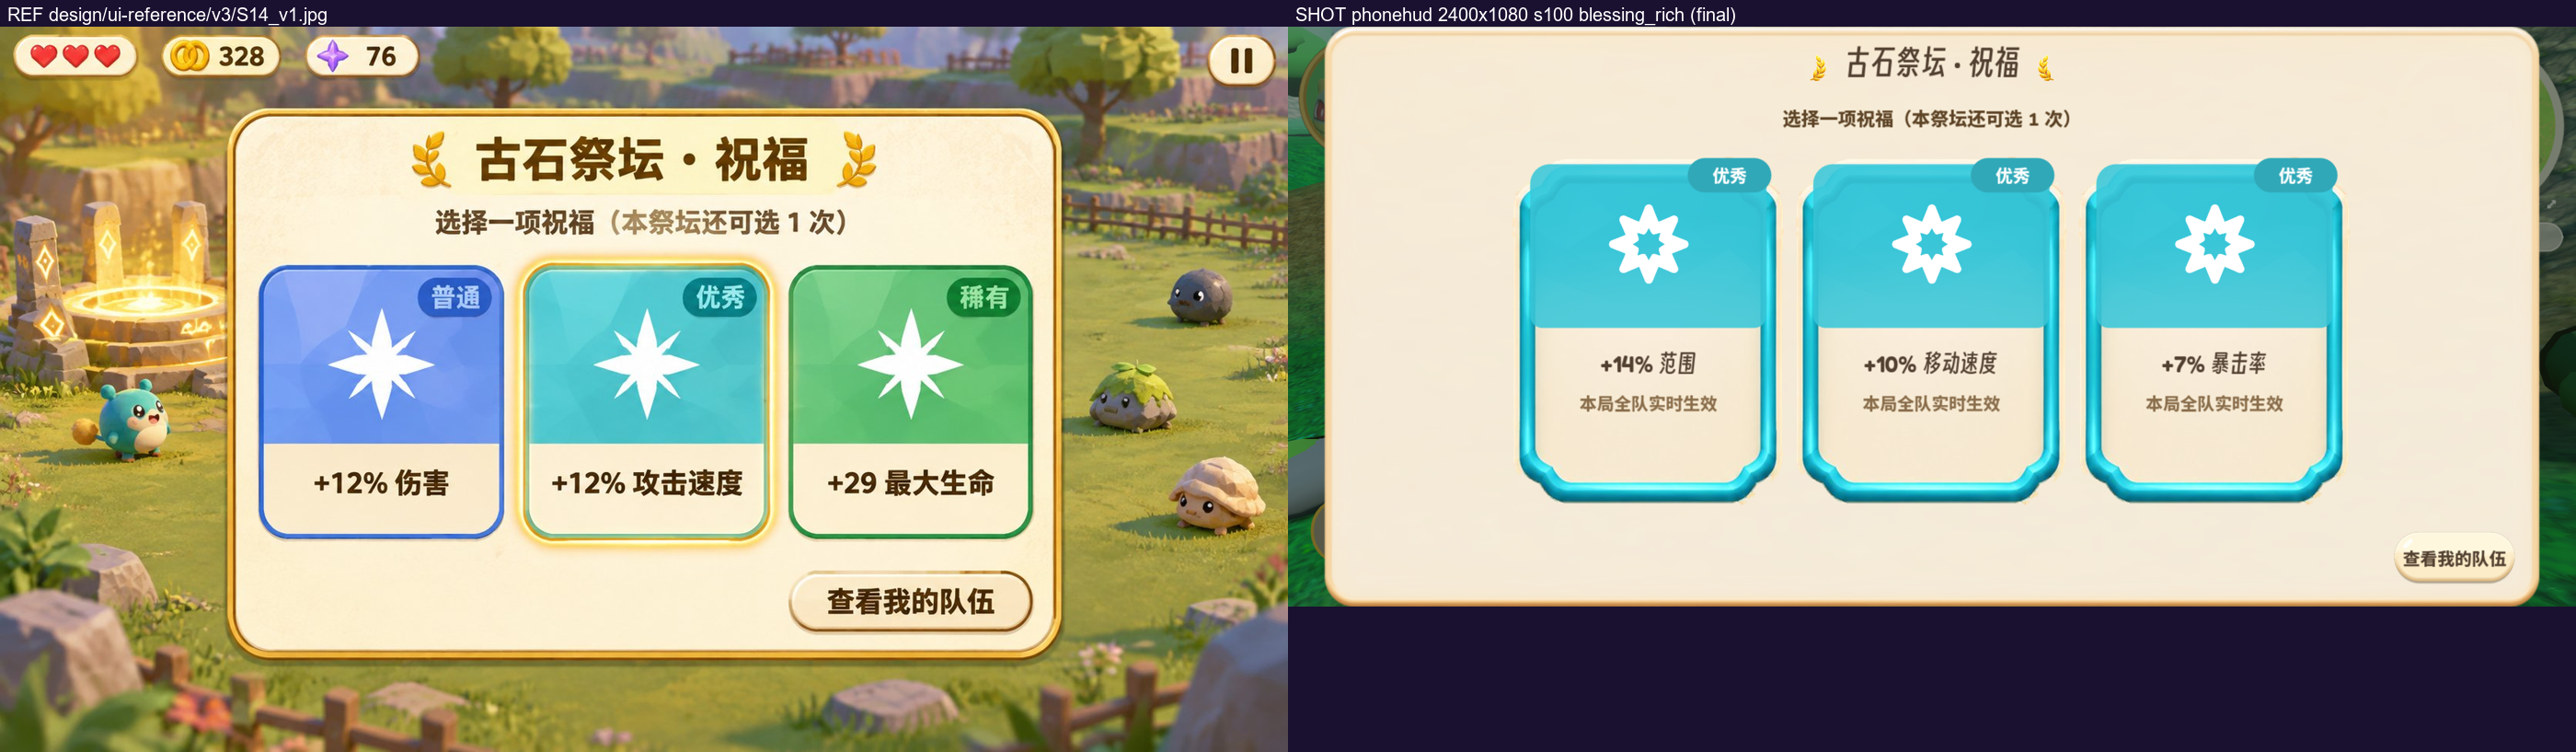 REF design/ui-reference/v3/S14_v1.jpg
328
76
古石祭坛·祝福
选择一项祝福（本祭坛还可选 1 次）
普通
优秀
稀有
+12% 伤害
+12% 攻击速度
+29 最大生命
查看我的队伍
SHOT phonehud 2400x1080 s100 blessing_rich (final)
古石祭坛·祝福
选择一项祝福（本祭坛还可选 1 次）
优秀
优秀
优秀
+14% 范围
+10% 移动速度
+7% 暴击率
本局全队实时生效
本局全队实时生效
本局全队实时生效
查看我的队伍